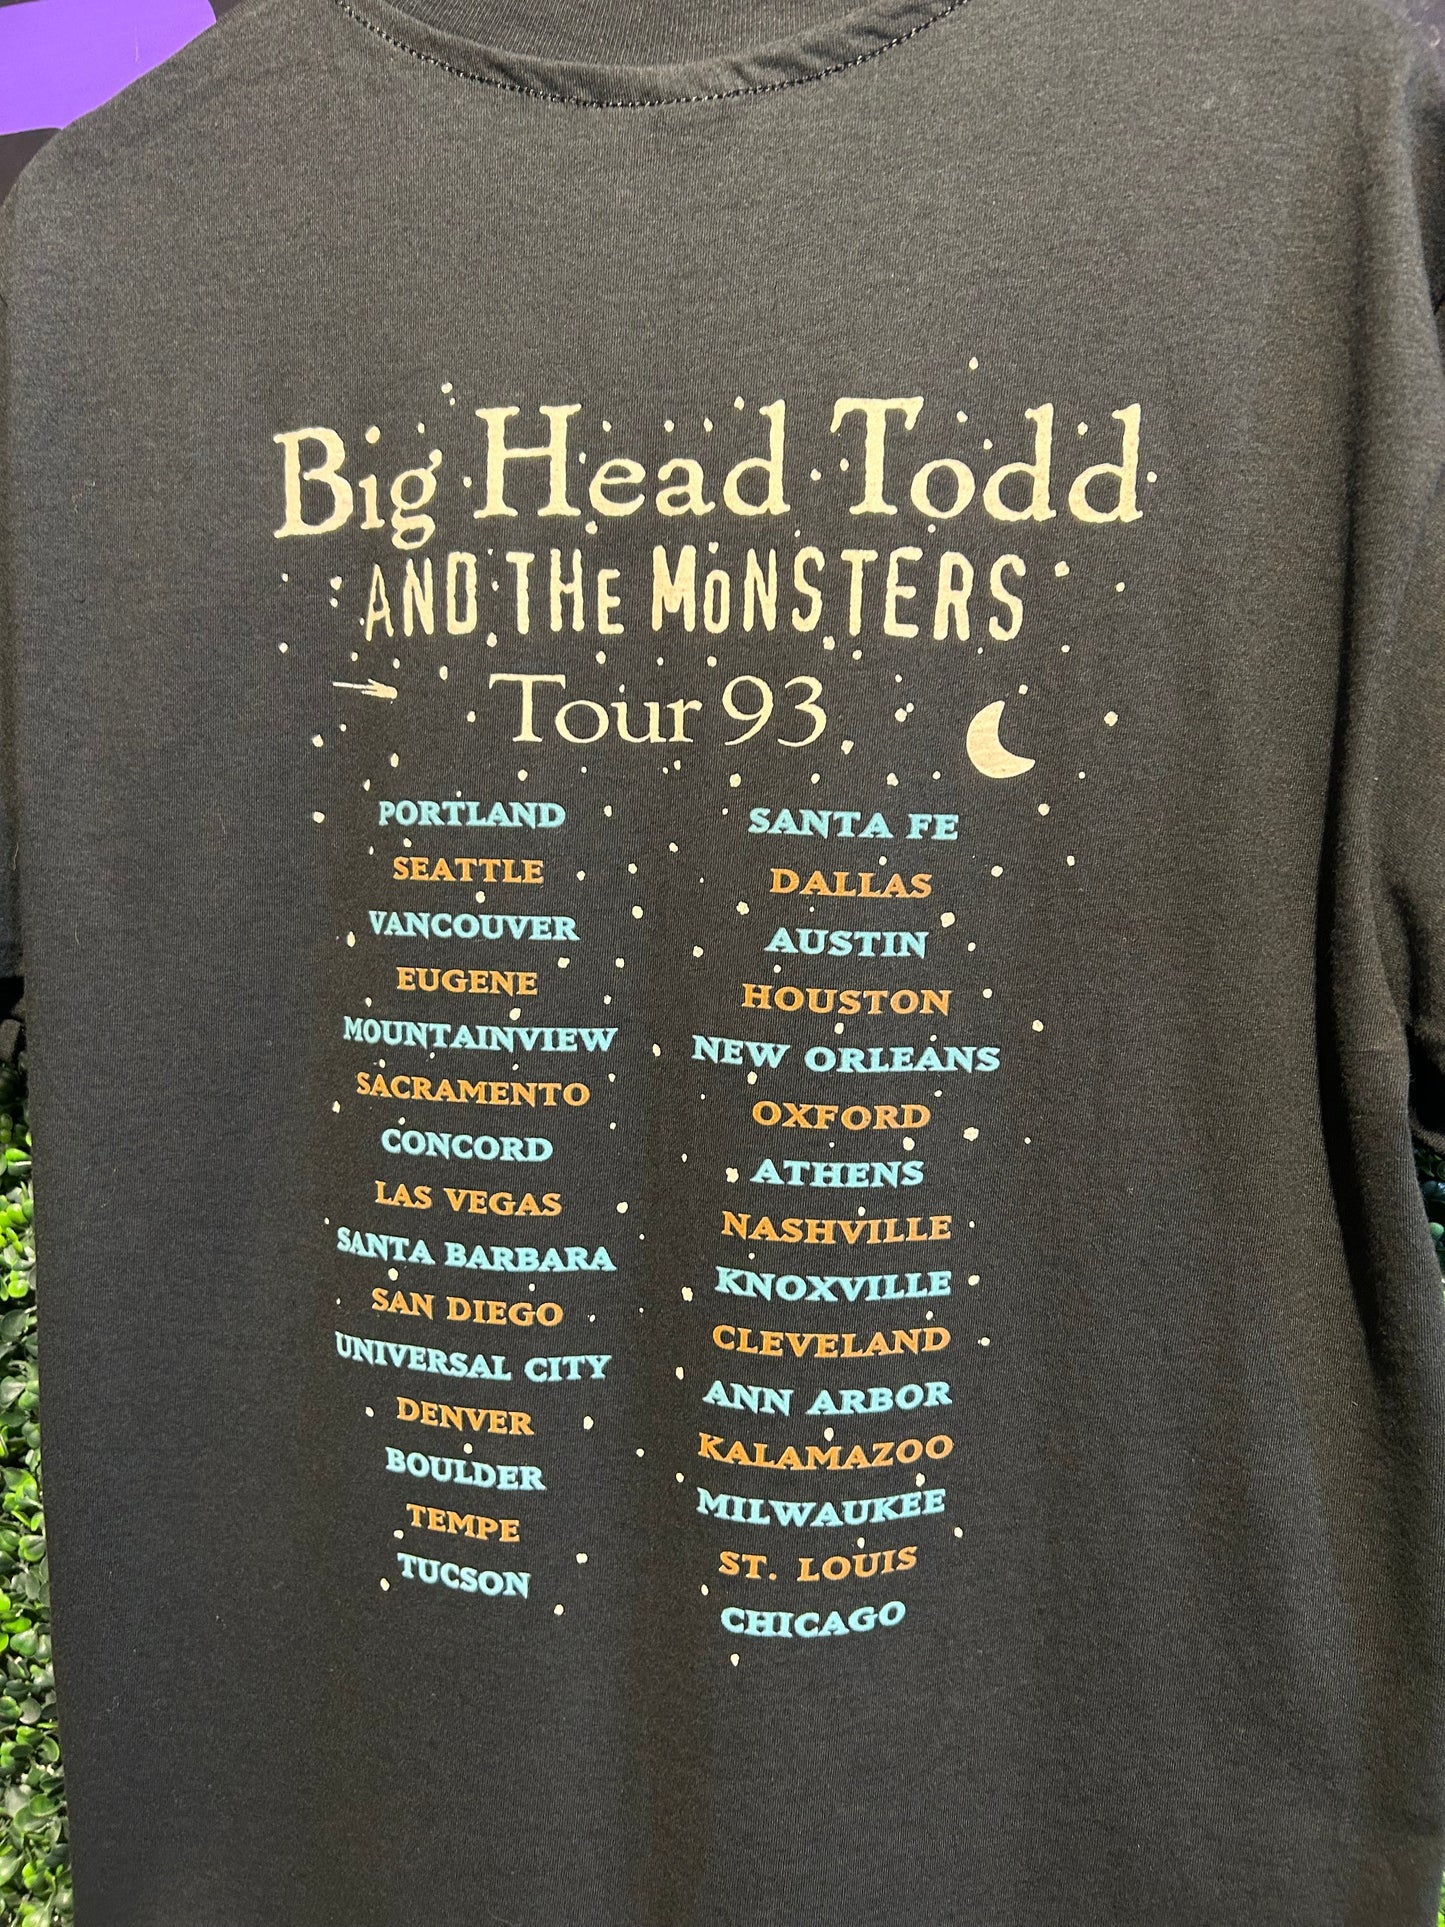 Big Head Todd
AND THE MONSTERS
Tour 93
PORTLAND
SEATTLE
VANCOUVER
EUGENE
MOUNTAINVIEW
SACRAMENTO
CONCORD
LAS VEGAS
SANTA BARBARA
SAN DIEGO
UNIVERSAL CITY
DENVER
BOULDER
TEMPE
TUCSON
SANTA FE
DALLAS
AUSTIN
HOUSTON
NEW ORLEANS
OXFORD
ATHENS
NASHVILLE
KNOXVILLE
CLEVELAND
ANN ARBOR
KALAMAZOO
MILWAUKEE
ST. LOUIS
CHICAGO